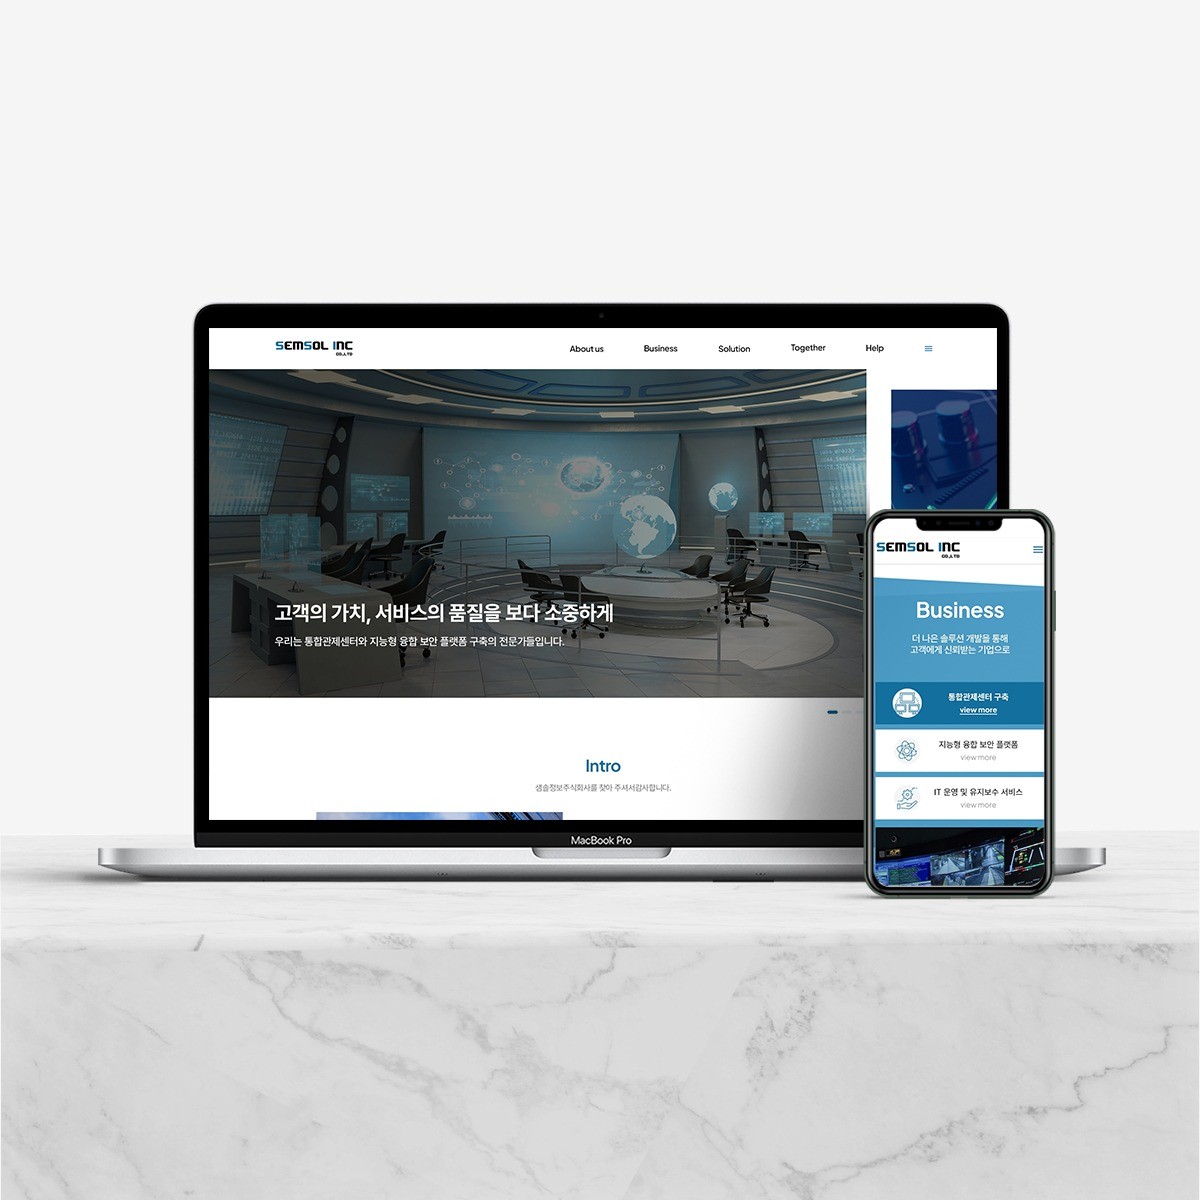 SEMSOL INC
CO.,LTD
About us
Business
Solution
Together
Help
고객의 가치, 서비스의 품질을 보다 소중하게
우리는 통합관제센터와 지능형 융합 보안 플랫폼 구축의 전문가들입니다.
Intro
샘솔정보주식회사를 찾아 주셔서감사합니다.
MacBook Pro
SEMSOL INC
CO.,LTD
Business
더 나은 솔루션 개발을 통해
고객에게 신뢰받는 기업으로
통합관제센터 구축
view more
지능형 융합 보안 플랫폼
view more
IT 운영 및 유지보수 서비스
view more